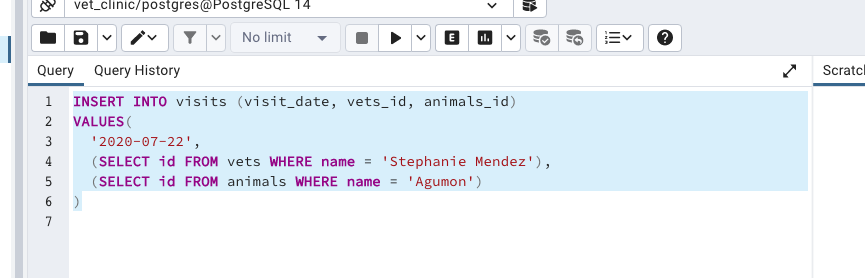 vet_clinic/postgres@PostgreSQL 14
No limit
E
Query Query History Scratch
1 INSERT INTO visits (visit_date, vets_id, animals_id)
2 VALUES(
3 '2020-07-22',
4 (SELECT id FROM vets WHERE name = 'Stephanie Mendez'),
5 (SELECT id FROM animals WHERE name = 'Agumon')
6 )
7